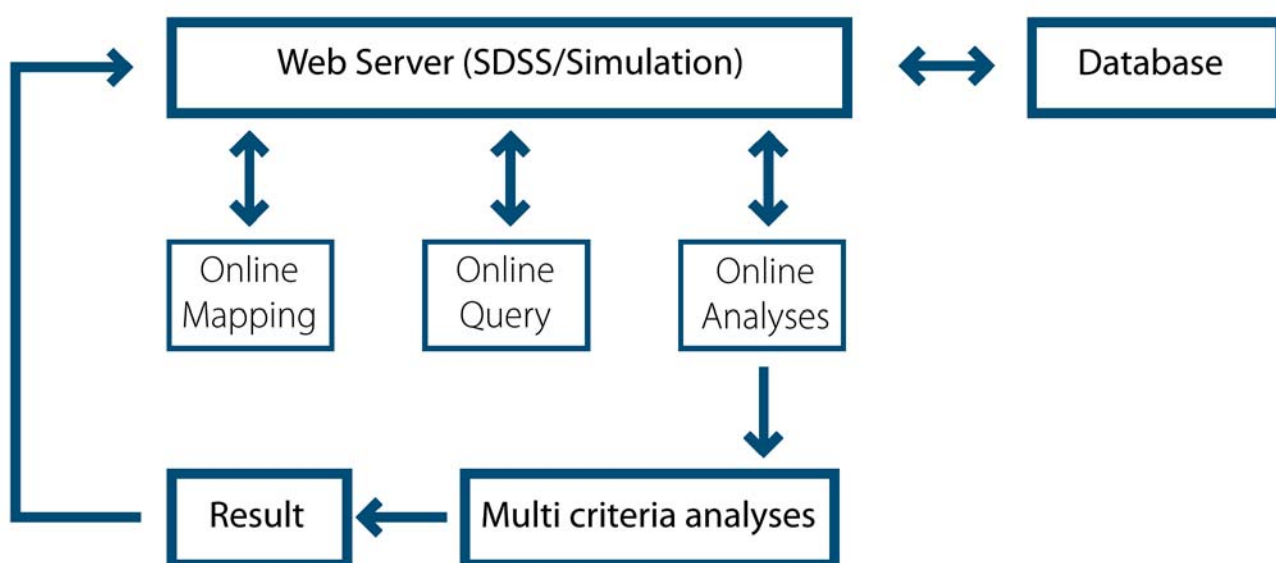 Web Server (SDSS/Simulation)
Database
Online
Mapping
Online
Query
Online
Analyses
Result
Multi criteria analyses